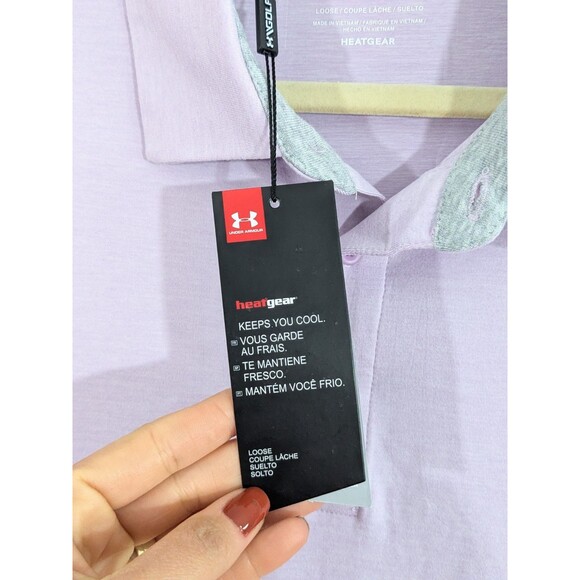 LOOSE / COUPE LÂCHE / SUELTO
MADE IN VIETNAM / FABRIQUÉ EN VIETNAM /
HECHO EN VIETNAM
HEATGEAR
GOLF
UNDER ARMOUR
heatgear
KEEPS YOU COOL.
VOUS GARDE
AU FRAIS.
TE MANTIENE
FRESCO.
MANTÉM VOCÊ FRIO.
LOOSE
COUPE LÂCHE
SUELTO
SOLTO